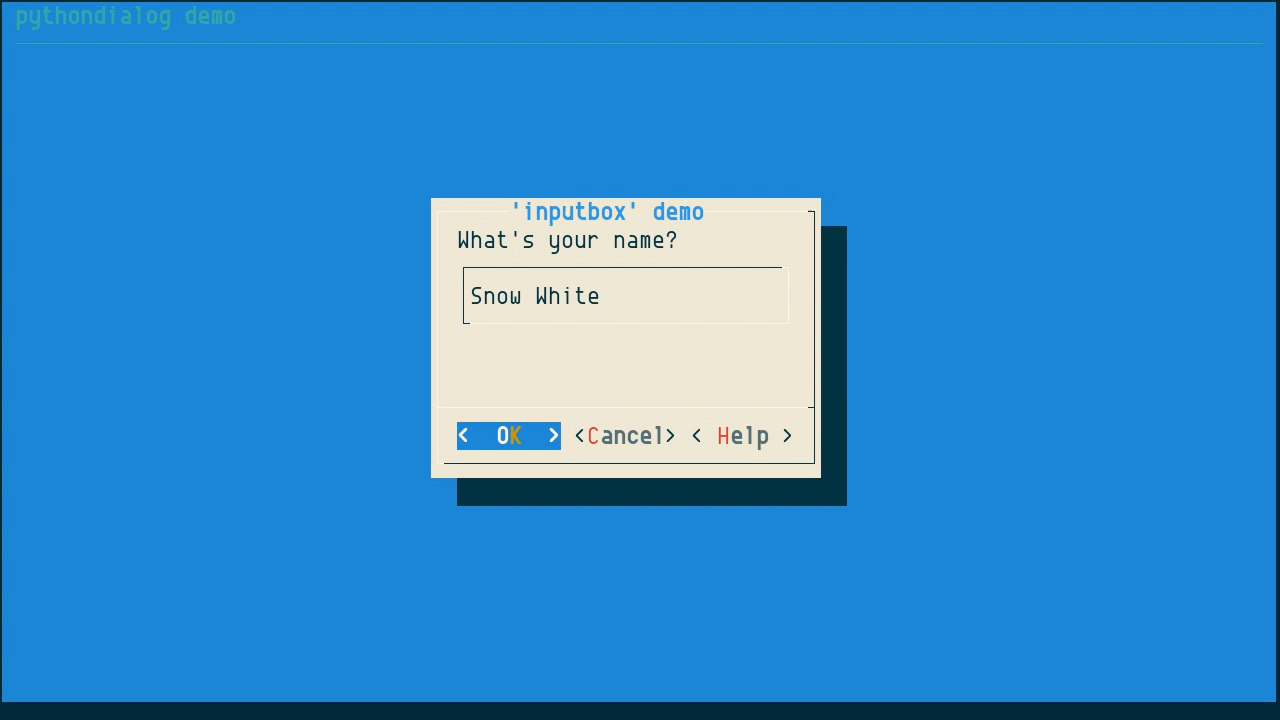 pythondialog demo
'inputbox' demo
What's your name?
Snow White
<  OK  > <Cancel> < Help >